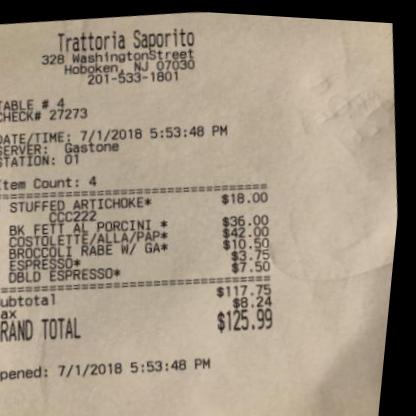 Trattoria Saporito
328 WashingtonStreet
Hoboken, NJ 07030
201-533-1801
TABLE # 4
CHECK# 27273
DATE/TIME: 7/1/2018 5:53:48 PM
SERVER: Gastone
STATION: 01
Item Count: 4
STUFFED ARTICHOKE* $18.00
CCC222
BK FETT AL PORCINI * $36.00
COSTOLETTE/ALLA/PAP* $42.00
BROCCOLI RABE W/ GA* $10.50
ESPRESSO* $3.75
DBLD ESPRESSO* $7.50
ubtotal $117.75
ax $8.24
RAND TOTAL $125.99
pened: 7/1/2018 5:53:48 PM